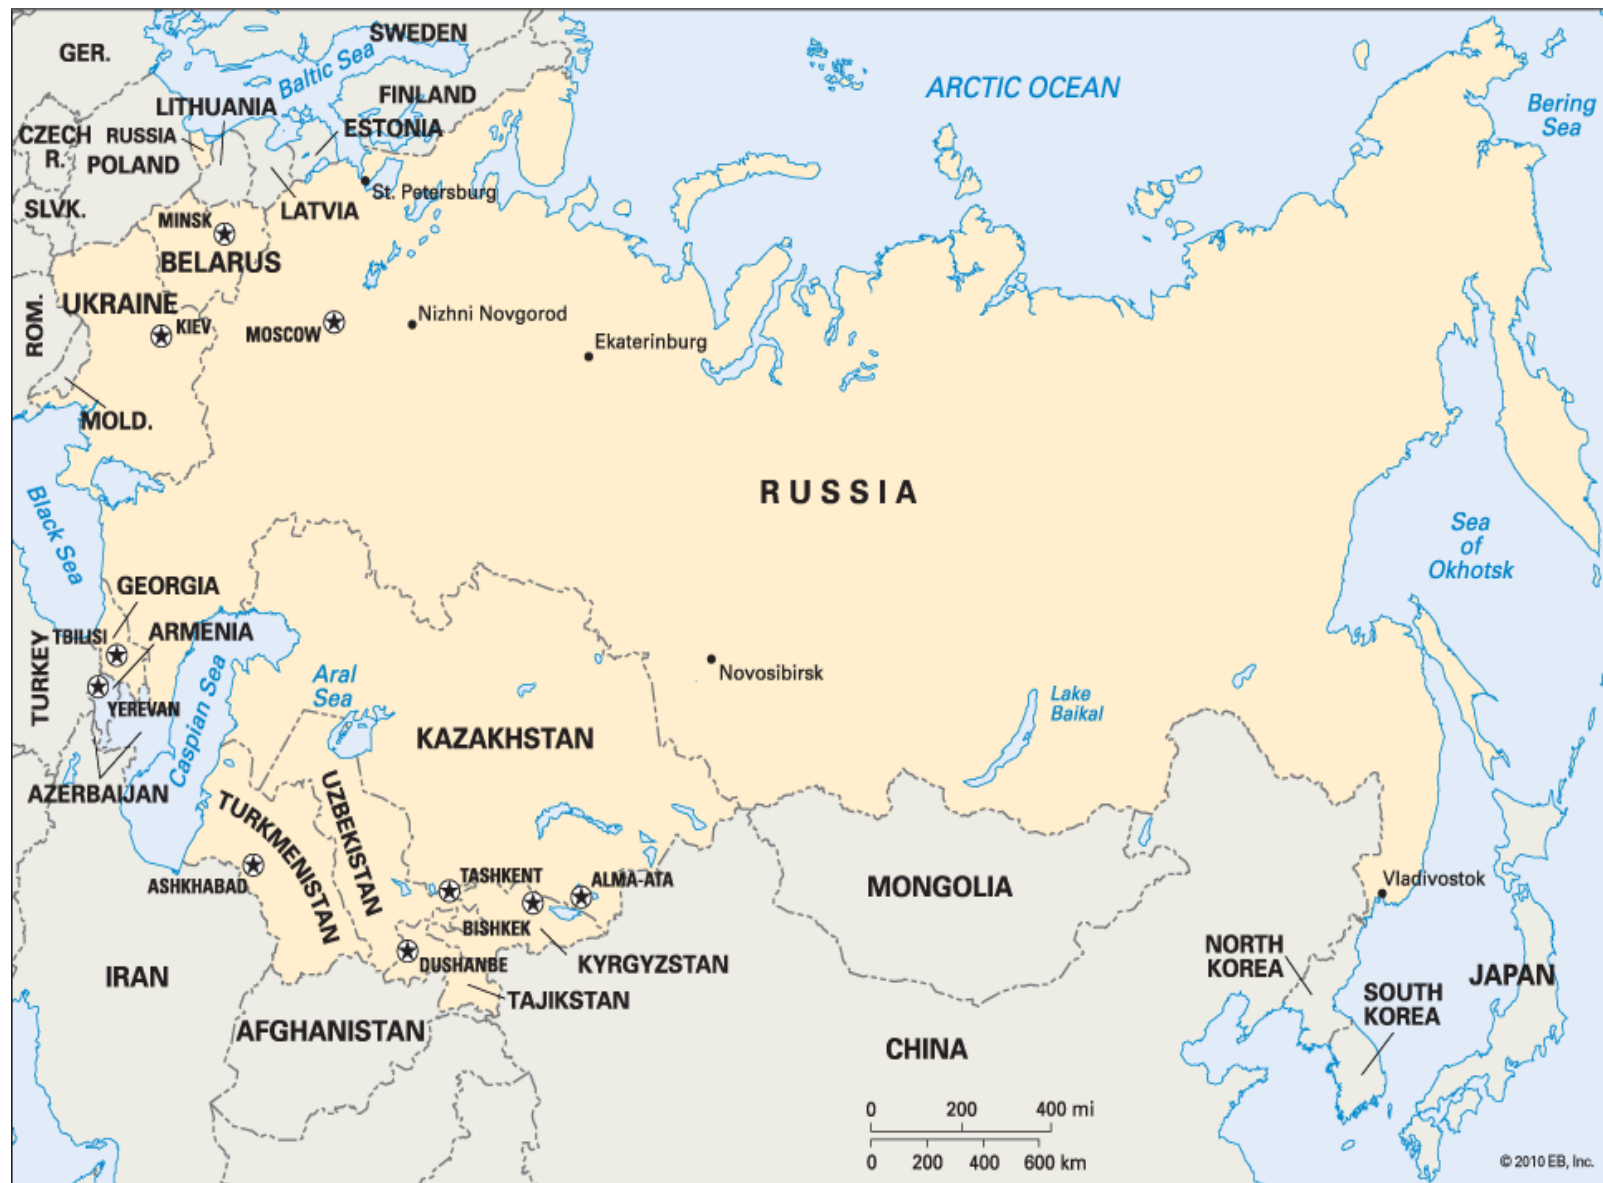 SWEDEN
GER.
Baltic Sea
ARCTIC OCEAN
FINLAND
LITHUANIA
Bering
Sea
ESTONIA
CZECH
R.
RUSSIA
POLAND
St. Petersburg
SLVK.
LATVIA
MINSK
BELARUS
UKRAINE
ROM.
KIEV
MOSCOW
Nizhni Novgorod
Ekaterinburg
MOLD.
RUSSIA
Black Sea
Sea
of
Okhotsk
GEORGIA
TBILISI
ARMENIA
TURKEY
YEREVAN
Caspian Sea
Aral
Sea
Novosibirsk
Lake
Baikal
KAZAKHSTAN
AZERBAIJAN
TURKMENISTAN
UZBEKISTAN
ASHKHABAD
TASHKENT
ALMA-ATA
MONGOLIA
Vladivostok
BISHKEK
DUSHANBE
KYRGYZSTAN
NORTH
KOREA
IRAN
TAJIKSTAN
JAPAN
SOUTH
KOREA
AFGHANISTAN
CHINA
0 200 400 mi
0 200 400 600 km
© 2010 EB, Inc.